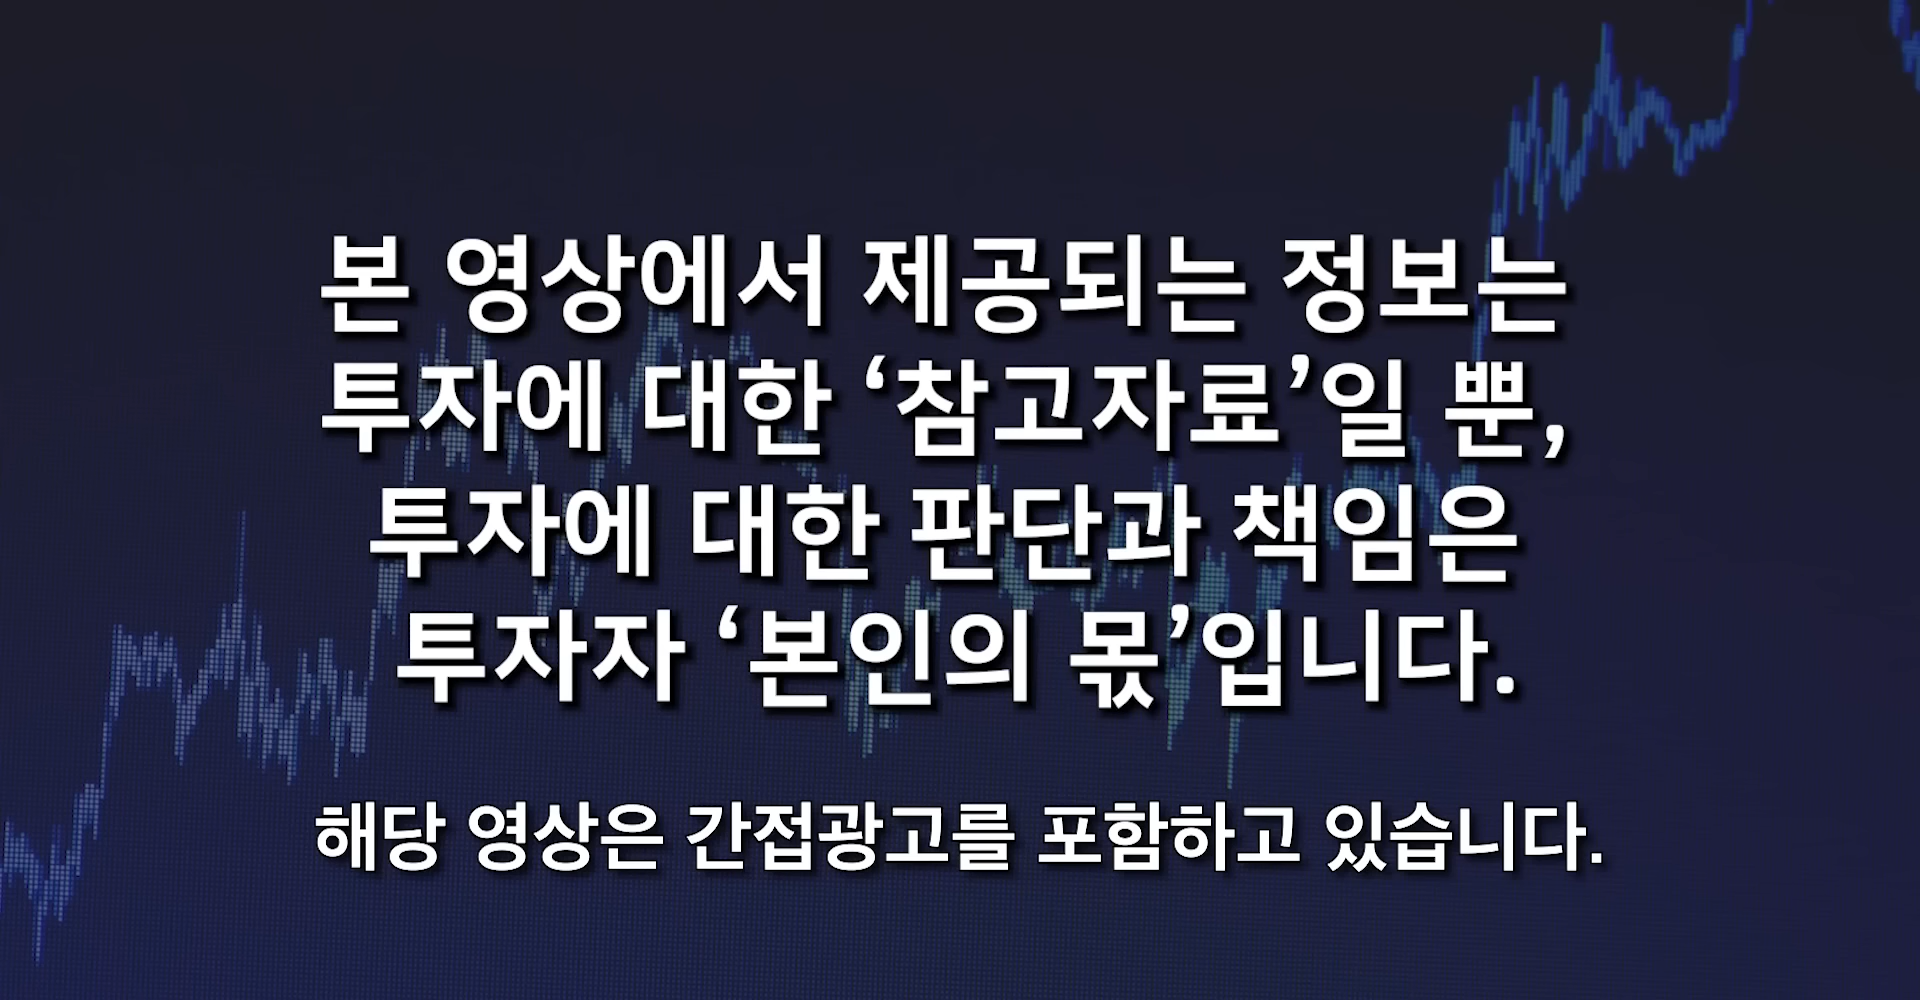 본 영상에서 제공되는 정보는
투자에 대한 ‘참고자료’일 뿐,
투자에 대한 판단과 책임은
투자자 ‘본인의 몫’입니다.
해당 영상은 간접광고를 포함하고 있습니다.